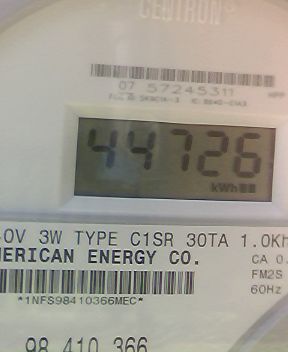 CENTRON®
07 57245311
44726
kWh
0V 3W TYPE C1SR 30TA 1.0Kh
MERICAN ENERGY CO.
CA 0.
FM2S
60Hz
*1NFS98410366MEC*
98 410 366